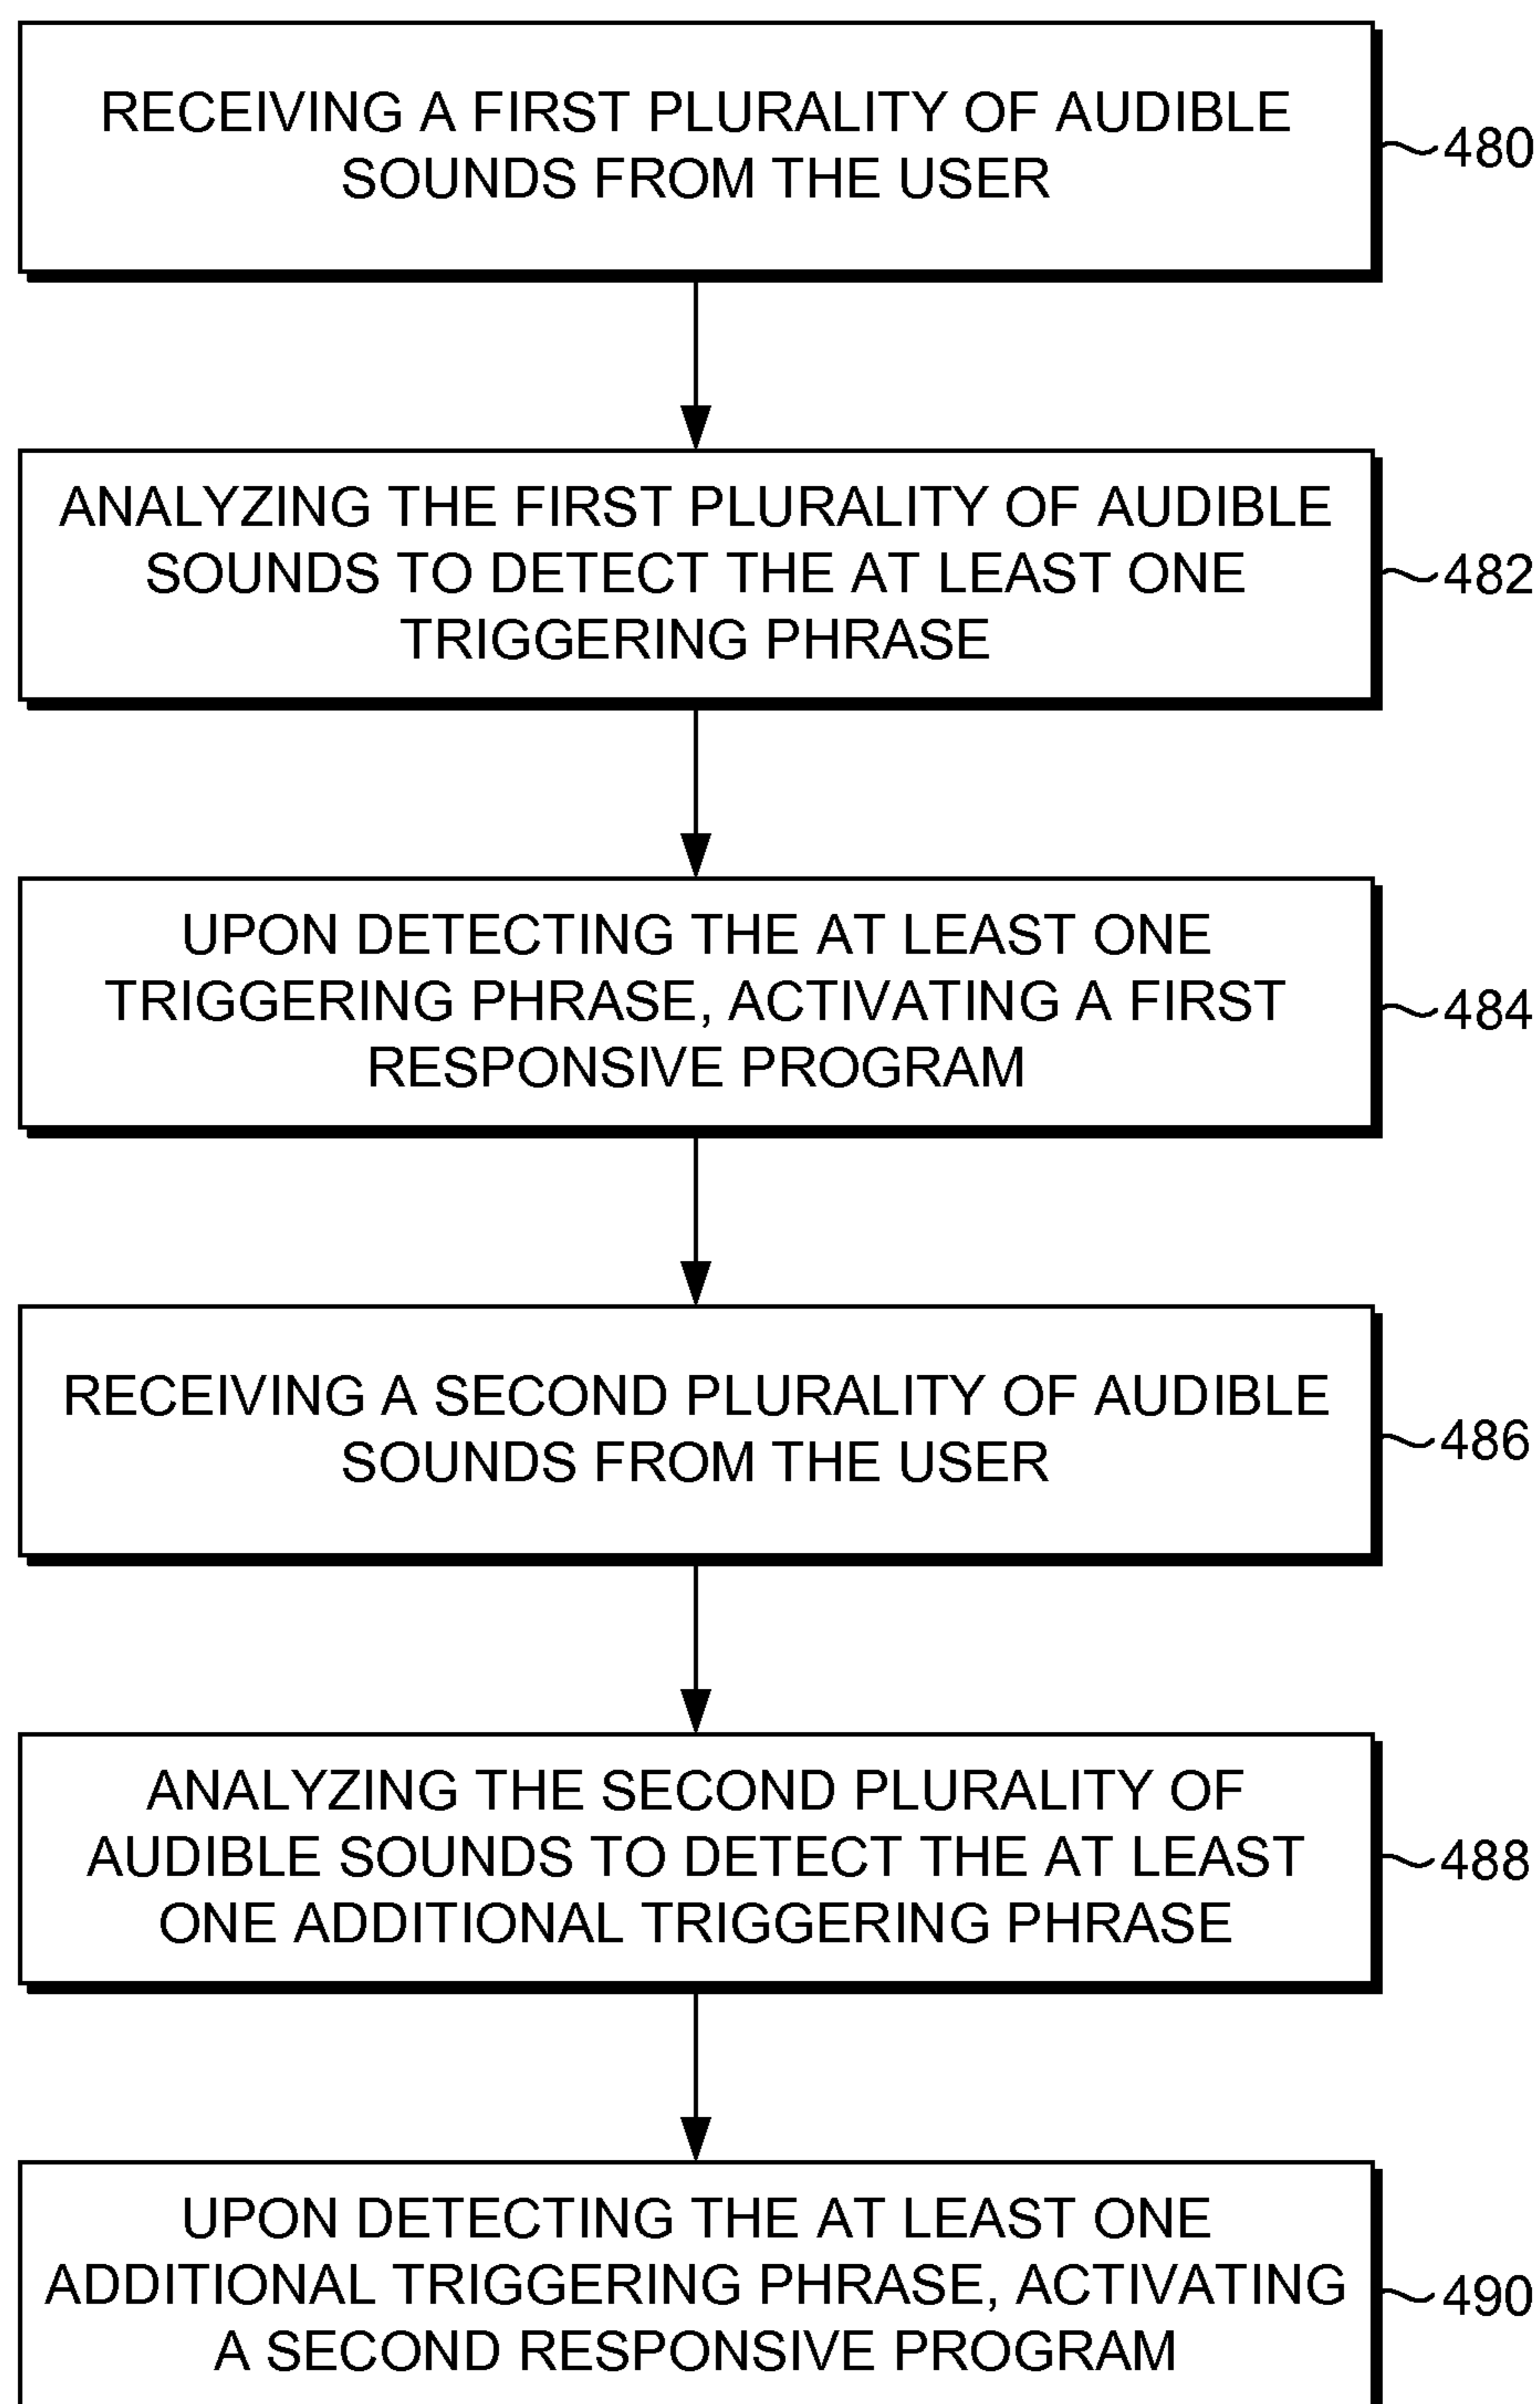 RECEIVING A FIRST PLURALITY OF AUDIBLE
SOUNDS FROM THE USER
480
ANALYZING THE FIRST PLURALITY OF AUDIBLE
SOUNDS TO DETECT THE AT LEAST ONE
TRIGGERING PHRASE
482
UPON DETECTING THE AT LEAST ONE
TRIGGERING PHRASE, ACTIVATING A FIRST
RESPONSIVE PROGRAM
484
RECEIVING A SECOND PLURALITY OF AUDIBLE
SOUNDS FROM THE USER
486
ANALYZING THE SECOND PLURALITY OF
AUDIBLE SOUNDS TO DETECT THE AT LEAST
ONE ADDITIONAL TRIGGERING PHRASE
488
UPON DETECTING THE AT LEAST ONE
ADDITIONAL TRIGGERING PHRASE, ACTIVATING
A SECOND RESPONSIVE PROGRAM
490